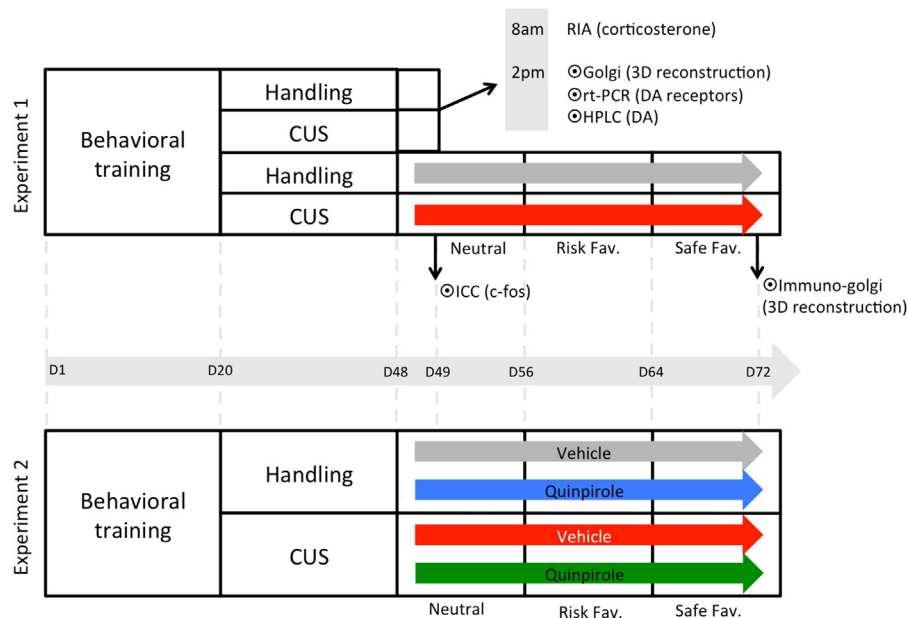 8am RIA (corticosterone)
2pm ⦿Golgi (3D reconstruction)
⦿rt-PCR (DA receptors)
⦿HPLC (DA)
Experiment 1
Behavioral
training
Handling
CUS
Handling
CUS
Neutral Risk Fav. Safe Fav.
⦿ICC (c-fos)
⦿Immuno-golgi
(3D reconstruction)
D1 D20 D48 D49 D56 D64 D72
Experiment 2
Behavioral
training
Handling
CUS
Vehicle
Quinpirole
Vehicle
Quinpirole
Neutral Risk Fav. Safe Fav.